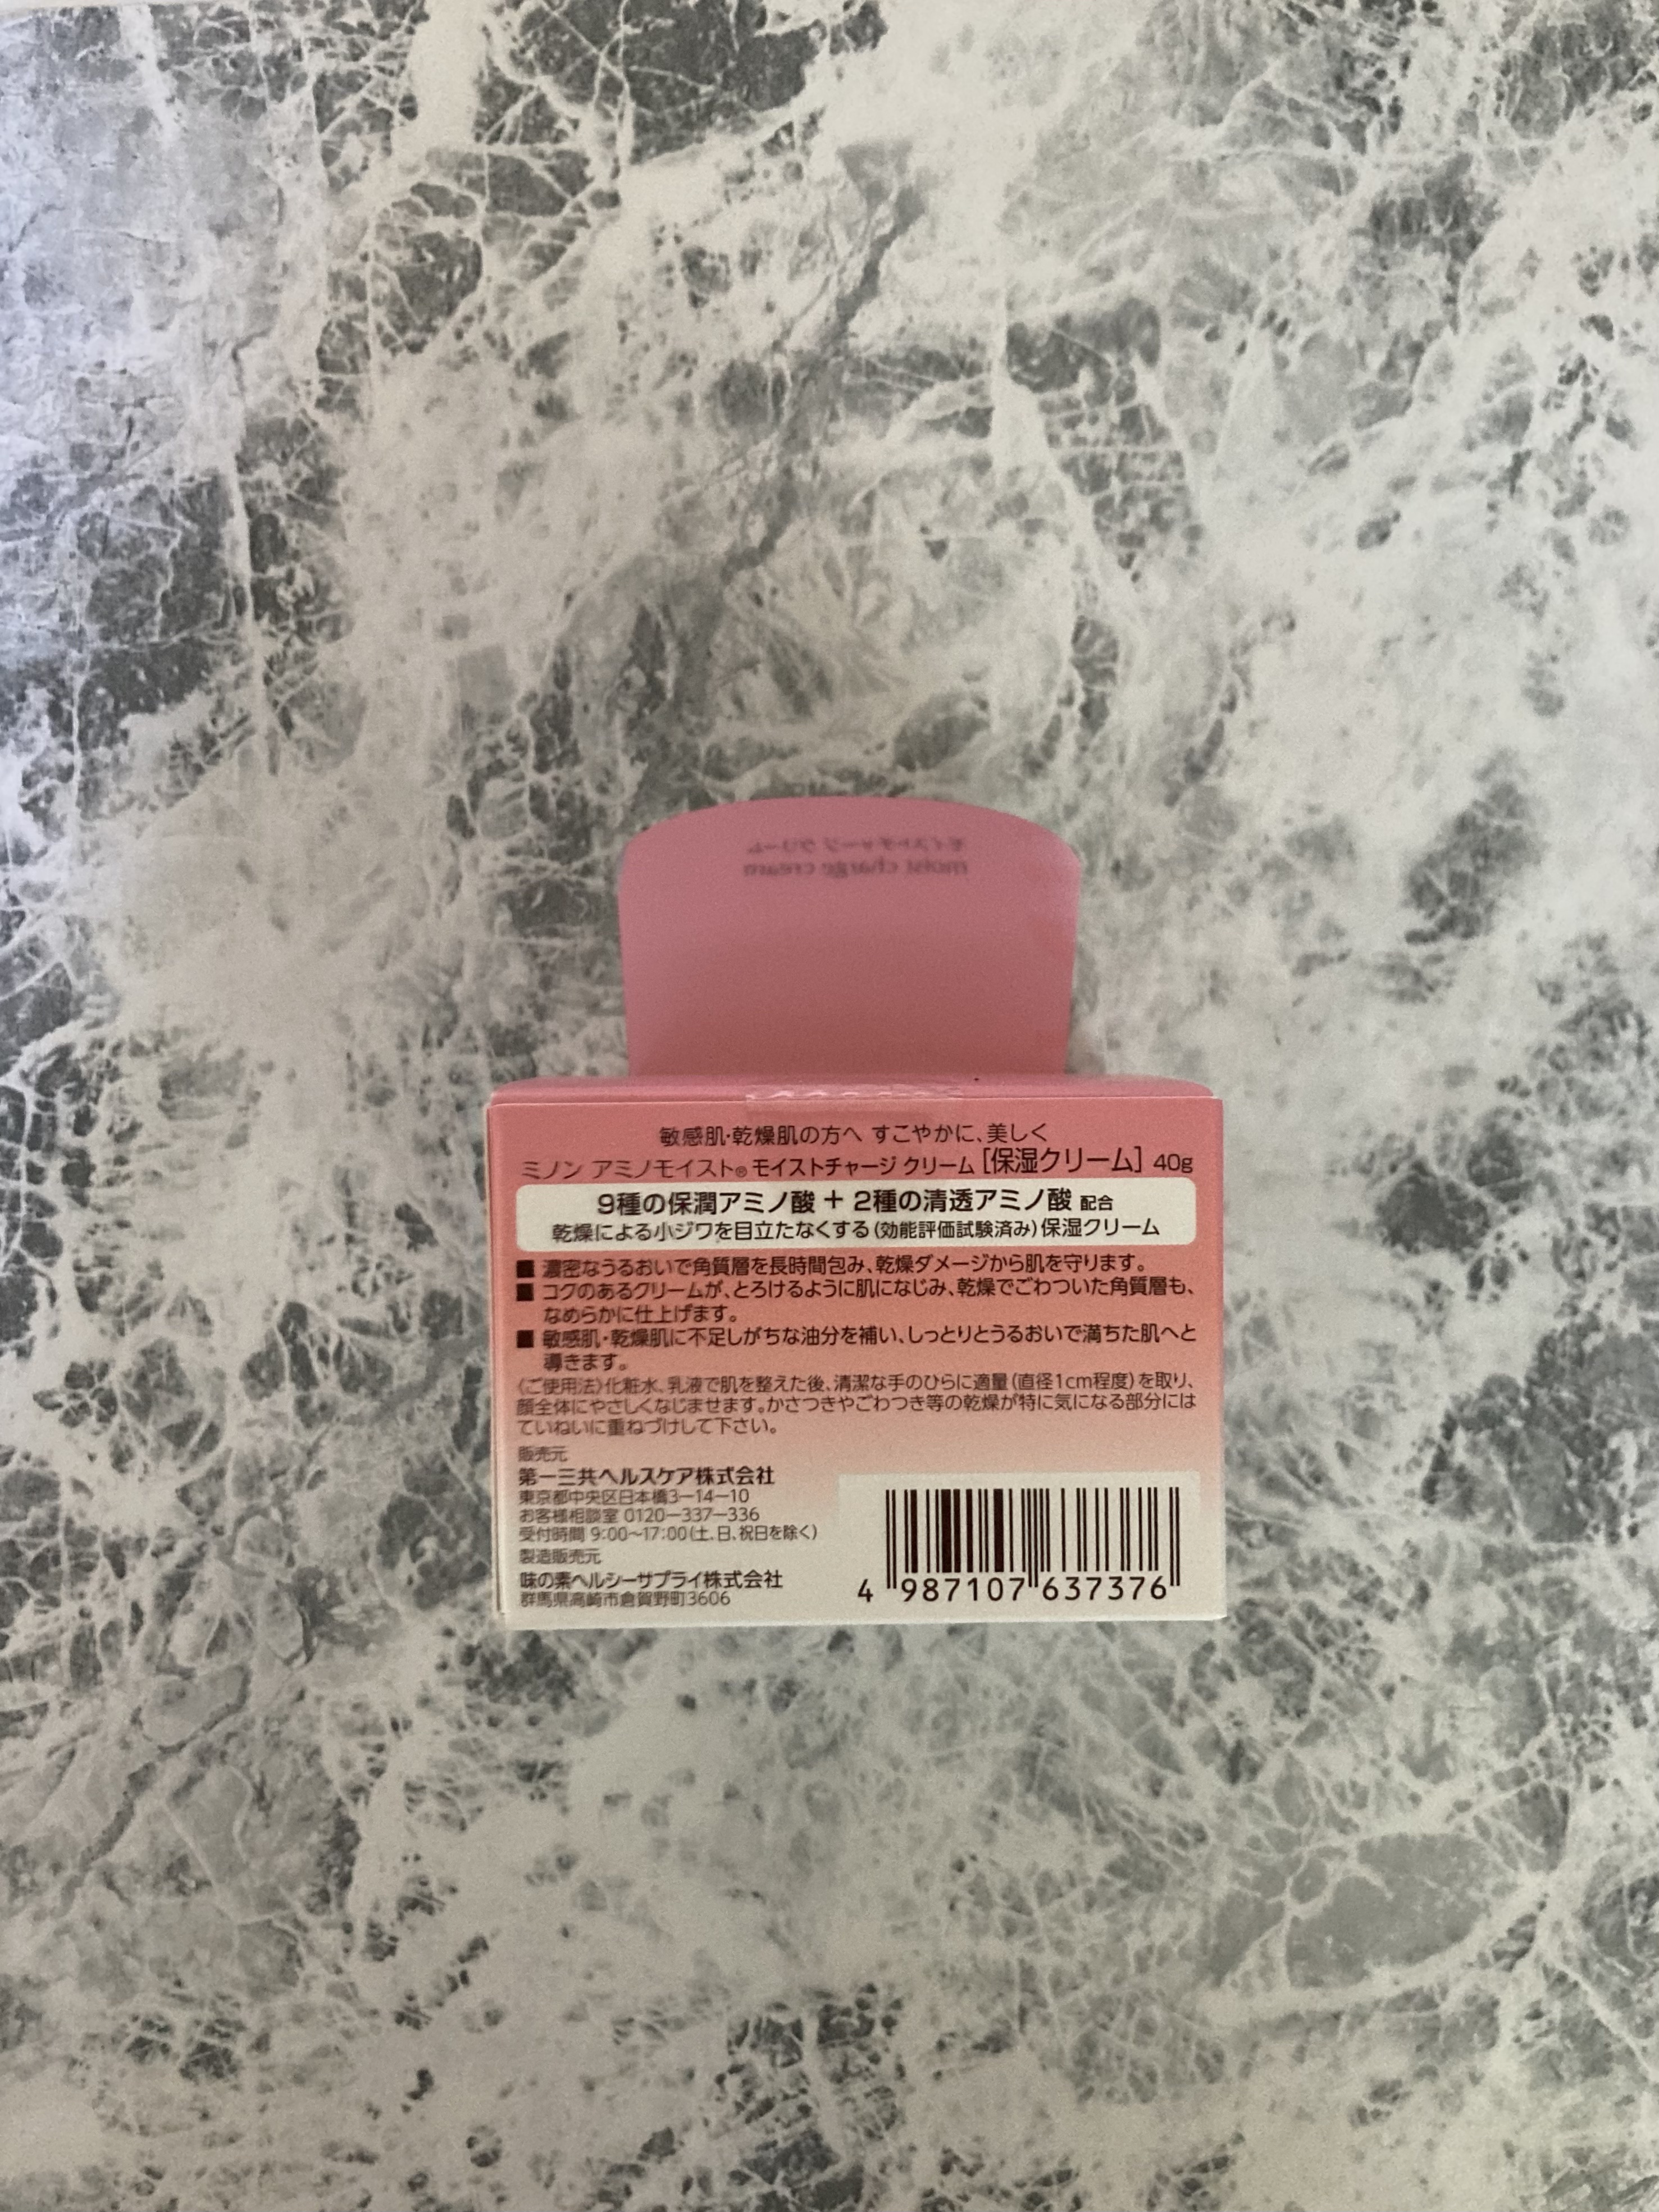 モイストチャージ クリーム
moist charge cream
敏感肌・乾燥肌の方へ すこやかに、美しく
ミノン アミノモイスト® モイストチャージ クリーム [保湿クリーム] 40g
9種の保潤アミノ酸 + 2種の清透アミノ酸 配合
乾燥による小ジワを目立たなくする(効能評価試験済み)保湿クリーム
■ 濃密なうるおいで角質層を長時間包み、乾燥ダメージから肌を守ります。
■ コクのあるクリームが、とろけるように肌になじみ、乾燥でごわついた角質層も、
なめらかに仕上げます。
■ 敏感肌・乾燥肌に不足しがちな油分を補い、しっとりとうるおいで満ちた肌へと
導きます。
〈ご使用法〉化粧水、乳液で肌を整えた後、清潔な手のひらに適量(直径1cm程度)を取り、
顔全体にやさしくなじませます。かさつきやごわつき等の乾燥が特に気になる部分には
ていねいに重ねづけして下さい。
販売元
第一三共ヘルスケア株式会社
東京都中央区日本橋3-14-10
お客様相談室 0120-337-336
受付時間 9:00~17:00(土、日、祝日を除く)
製造販売元
味の素ヘルシーサプライ株式会社
群馬県高崎市倉賀野町3606
4 987107 637376